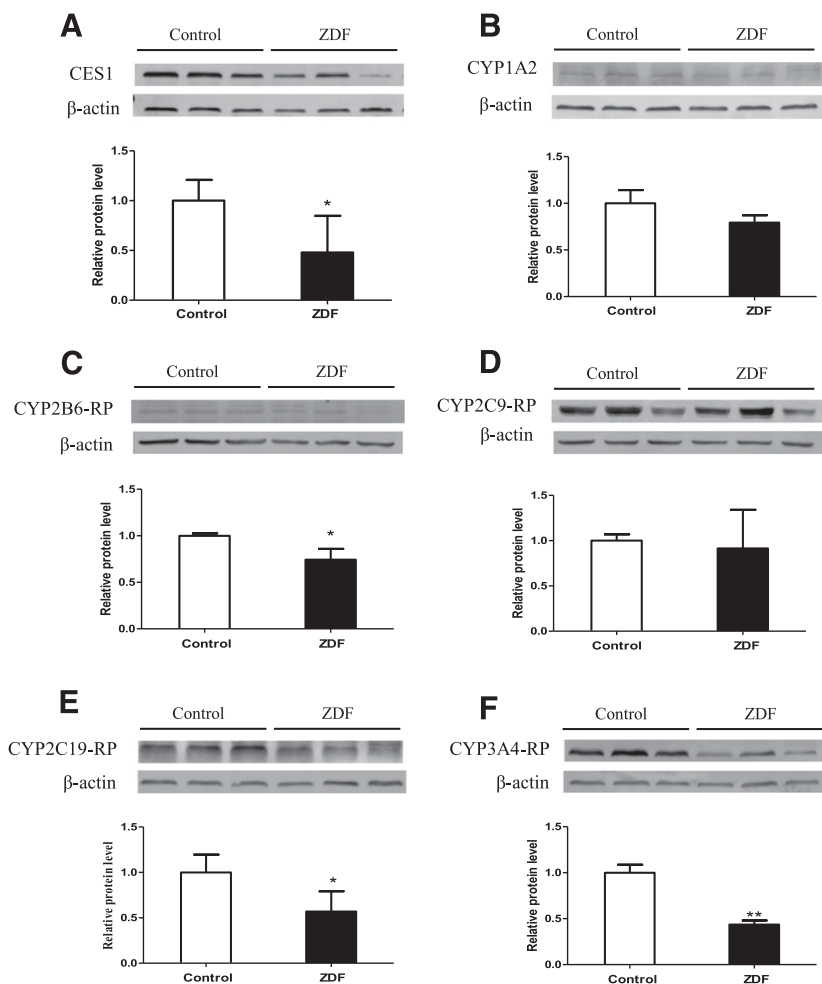 A
Control ZDF
CES1
β-actin
Relative protein level
1.5
1.0
0.5
0.0
*
Control ZDF
B
Control ZDF
CYP1A2
β-actin
Relative protein level
1.5
1.0
0.5
0.0
Control ZDF
C
Control ZDF
CYP2B6-RP
β-actin
Relative protein level
1.5
1.0
0.5
0.0
*
Control ZDF
D
Control ZDF
CYP2C9-RP
β-actin
Relative protein level
1.5
1.0
0.5
0.0
Control ZDF
E
Control ZDF
CYP2C19-RP
β-actin
Relative protein level
1.5
1.0
0.5
0.0
*
Control ZDF
F
Control ZDF
CYP3A4-RP
β-actin
Relative protein level
1.5
1.0
0.5
0.0
**
Control ZDF